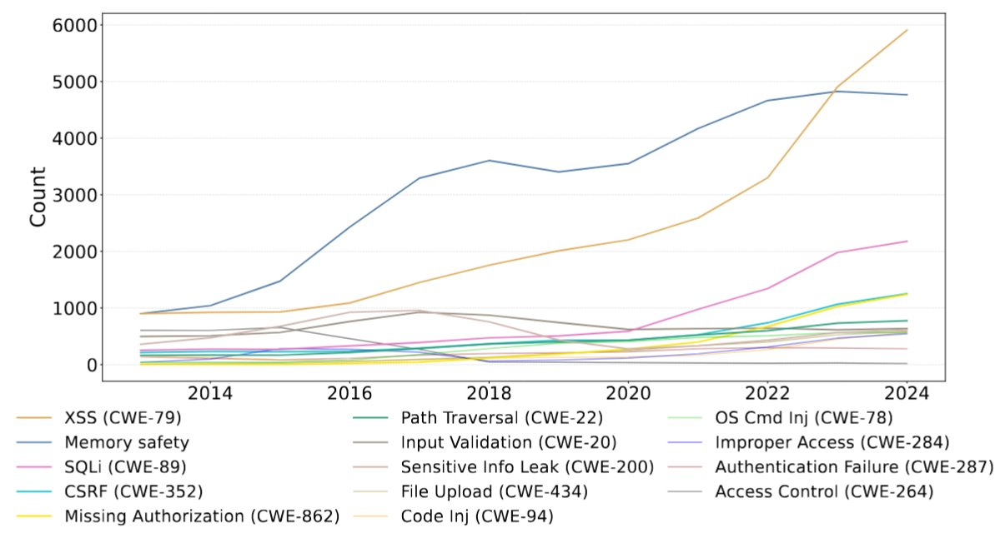 6000
5000
4000
3000
2000
1000
0
Count
2014 2016 2018 2020 2022 2024
XSS (CWE-79)
Memory safety
SQLi (CWE-89)
CSRF (CWE-352)
Missing Authorization (CWE-862)
Path Traversal (CWE-22)
Input Validation (CWE-20)
Sensitive Info Leak (CWE-200)
File Upload (CWE-434)
Code Inj (CWE-94)
OS Cmd Inj (CWE-78)
Improper Access (CWE-284)
Authentication Failure (CWE-287)
Access Control (CWE-264)